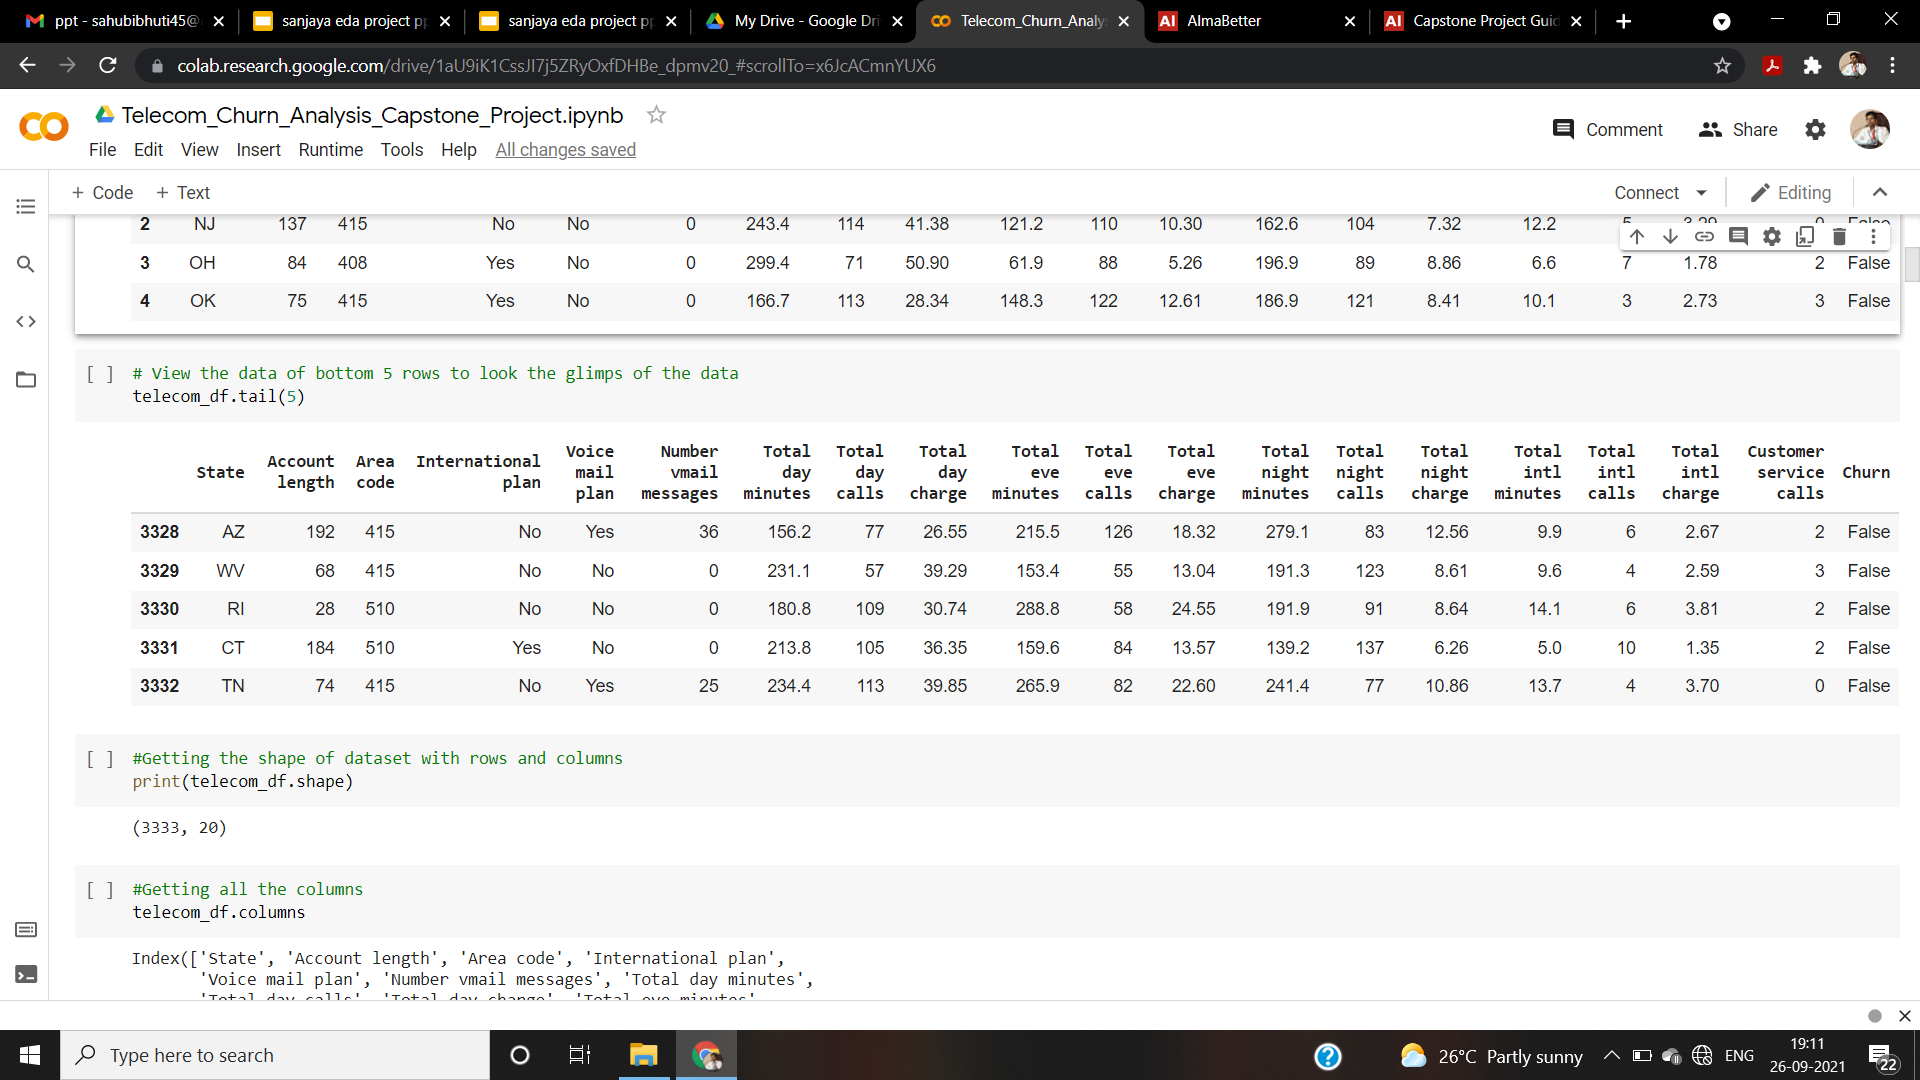 ppt - sahubibhuti45@ sanjaya eda project pp sanjaya eda project pp My Drive - Google Dri Telecom_Churn_Analy AI AlmaBetter AI Capstone Project Guid
colab.research.google.com/drive/1aU9iK1CssJI7j5ZRyOxfDHBe_dpmv20_#scrollTo=x6JcACmnYUX6
Telecom_Churn_Analysis_Capstone_Project.ipynb
Comment Share
File Edit View Insert Runtime Tools Help All changes saved
+ Code + Text Connect Editing
2 NJ 137 415 No No 0 243.4 114 41.38 121.2 110 10.30 162.6 104 7.32 12.2 5 3.29 0 False
3 OH 84 408 Yes No 0 299.4 71 50.90 61.9 88 5.26 196.9 89 8.86 6.6 7 1.78 2 False
4 OK 75 415 Yes No 0 166.7 113 28.34 148.3 122 12.61 186.9 121 8.41 10.1 3 2.73 3 False
[ ] # View the data of bottom 5 rows to look the glimps of the data
telecom_df.tail(5)
State Account length Area code International plan Voice mail plan Number vmail messages Total day minutes Total day calls Total day charge Total eve minutes Total eve calls Total eve charge Total night minutes Total night calls Total night charge Total intl minutes Total intl calls Total intl charge Customer service calls Churn
3328 AZ 192 415 No Yes 36 156.2 77 26.55 215.5 126 18.32 279.1 83 12.56 9.9 6 2.67 2 False
3329 WV 68 415 No No 0 231.1 57 39.29 153.4 55 13.04 191.3 123 8.61 9.6 4 2.59 3 False
3330 RI 28 510 No No 0 180.8 109 30.74 288.8 58 24.55 191.9 91 8.64 14.1 6 3.81 2 False
3331 CT 184 510 Yes No 0 213.8 105 36.35 159.6 84 13.57 139.2 137 6.26 5.0 10 1.35 2 False
3332 TN 74 415 No Yes 25 234.4 113 39.85 265.9 82 22.60 241.4 77 10.86 13.7 4 3.70 0 False
[ ] #Getting the shape of dataset with rows and columns
print(telecom_df.shape)
(3333, 20)
[ ] #Getting all the columns
telecom_df.columns
Index(['State', 'Account length', 'Area code', 'International plan',
'Voice mail plan', 'Number vmail messages', 'Total day minutes',
'Total day calls', 'Total day charge', 'Total eve minutes',
Type here to search 26°C Partly sunny ENG 19:11
26-09-2021 22